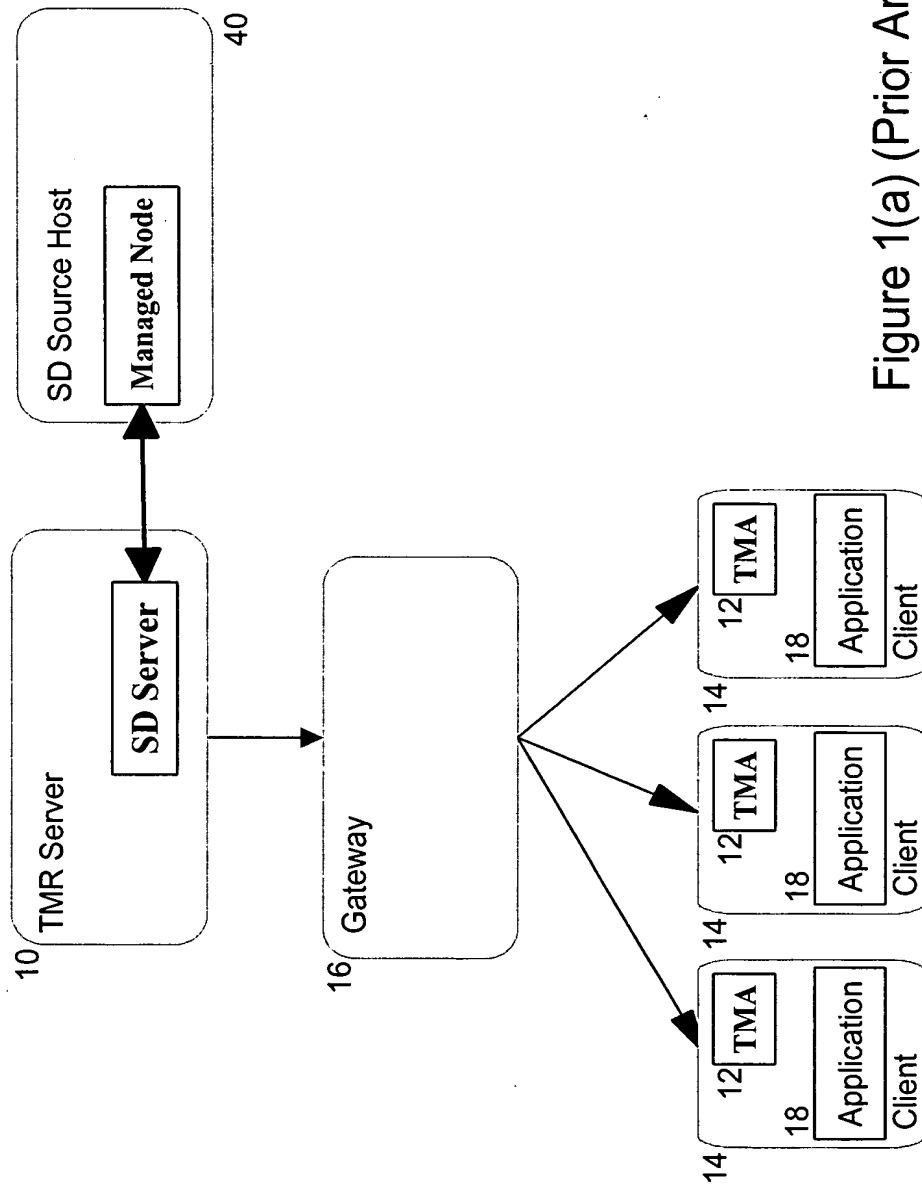 10
TMR Server
SD Server
SD Source Host
Managed Node
40
16
Gateway
14
12
TMA
18
Application
Client
14
12
TMA
18
Application
Client
14
12
TMA
18
Application
Client
Figure 1(a) (Prior Ar